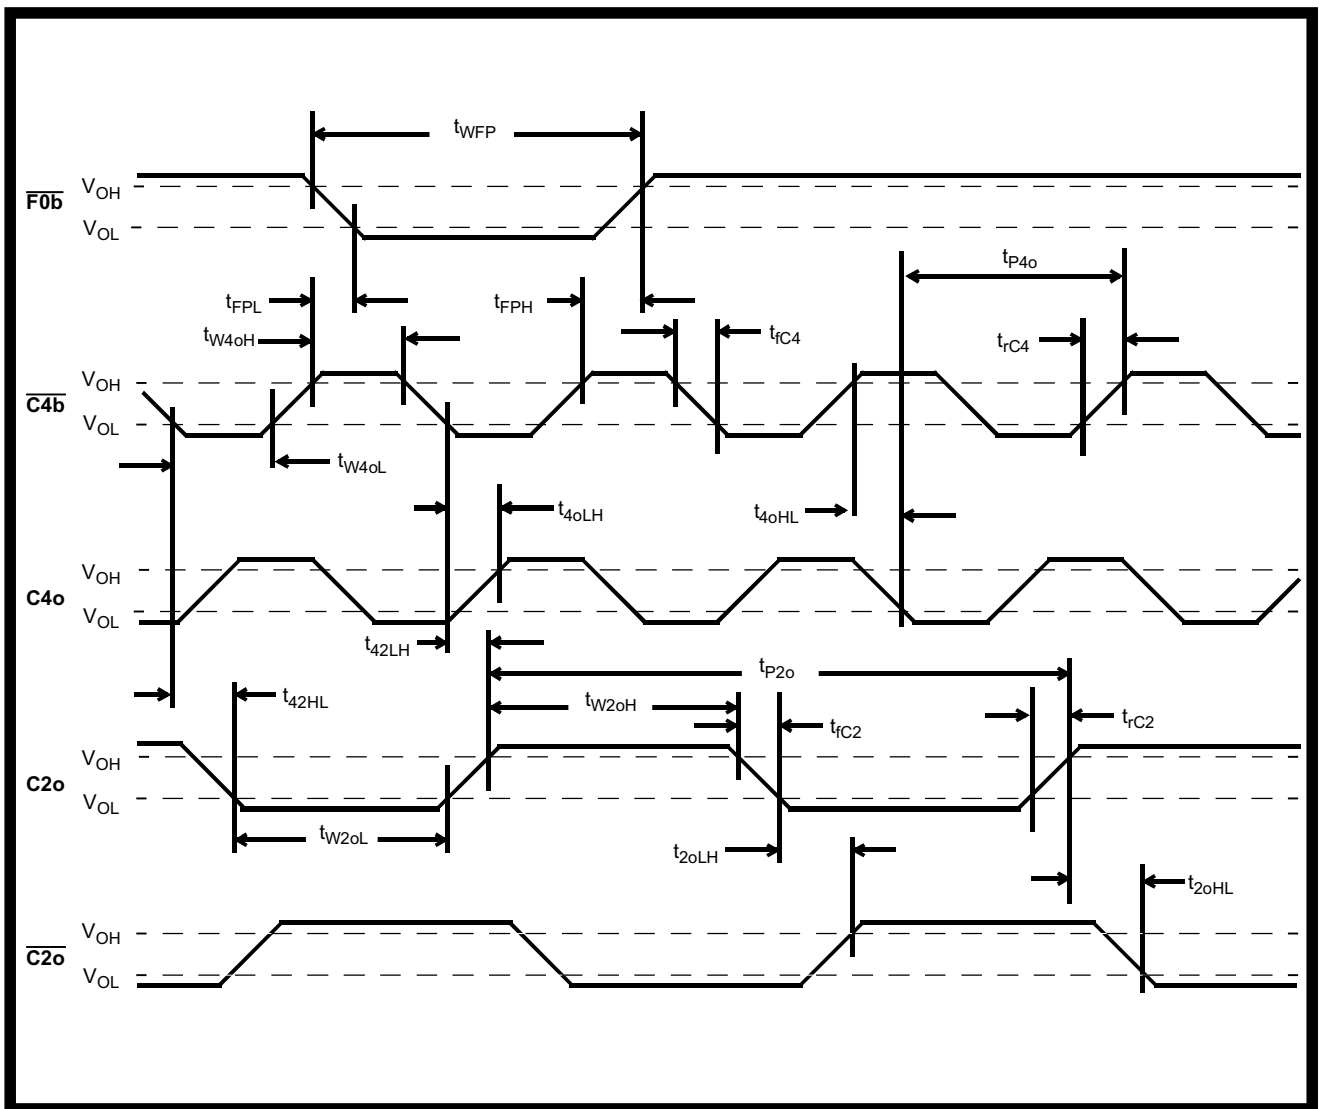 tWFP
VOH
F0b
VOL
tP4o
tFPL
tFPH
tW4oH
tfC4
trC4
VOH
C4b
VOL
tW4oL
t4oLH
t4oHL
VOH
C4o
VOL
t42LH
tP2o
t42HL
tW2oH
tfC2
trC2
VOH
C2o
VOL
tW2oL
t2oLH
t2oHL
VOH
C2o
VOL